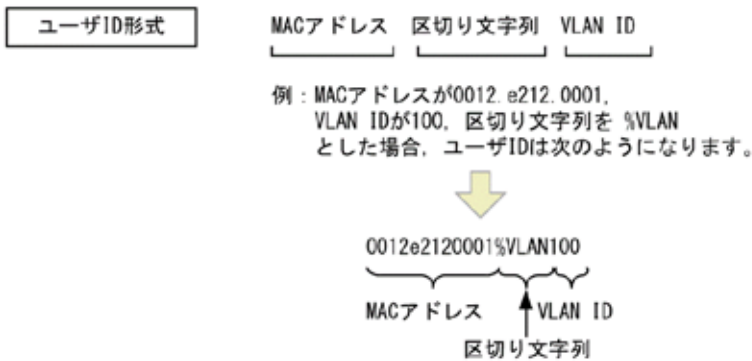 ユーザID形式
MACアドレス 区切り文字列 VLAN ID
例：MACアドレスが0012.e212.0001,
VLAN IDが100, 区切り文字列を %VLAN
とした場合, ユーザIDは次のようになります。
0012e2120001%VLAN100
MACアドレス VLAN ID
区切り文字列